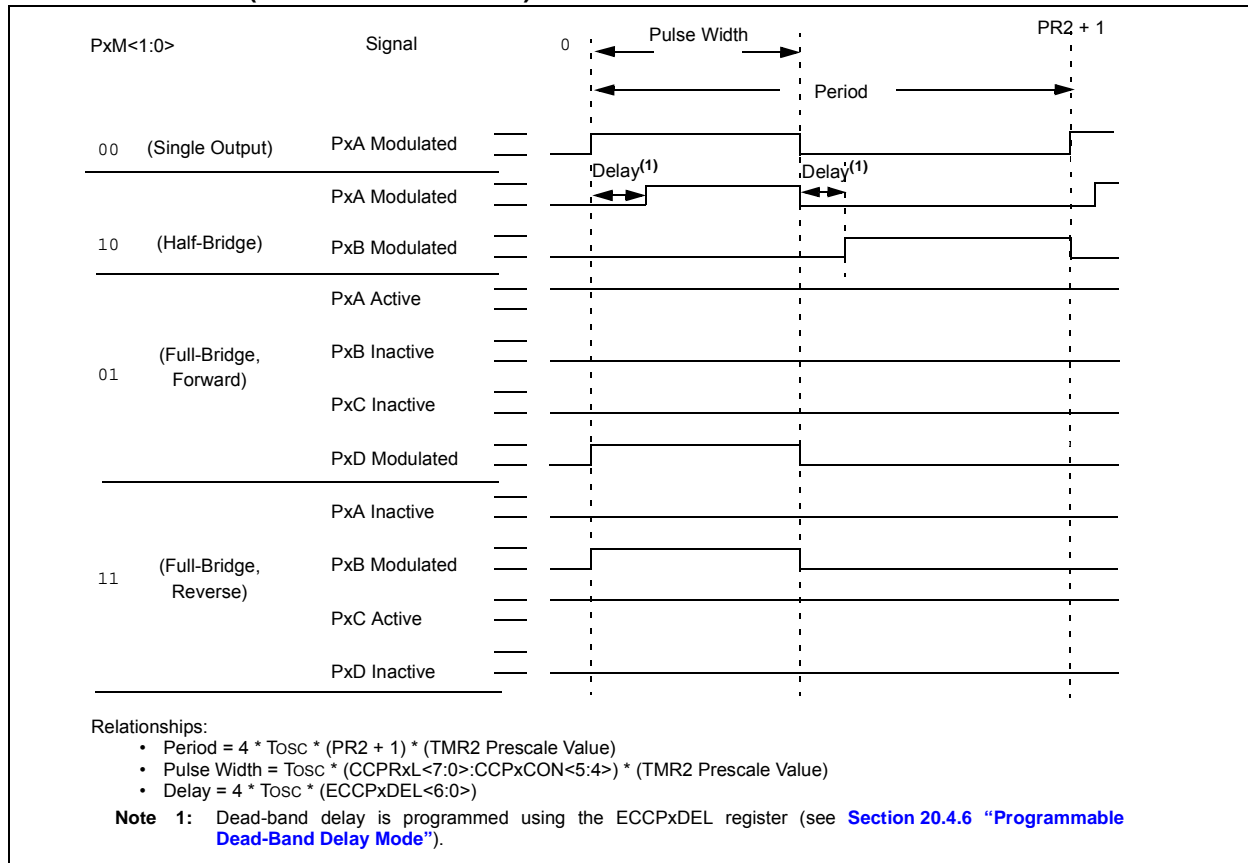 PxM<1:0> Signal 0 Pulse Width PR2 + 1
Period
00 (Single Output) PxA Modulated
Delay(1) Delay(1)
PxA Modulated
10 (Half-Bridge) PxB Modulated
PxA Active
01 (Full-Bridge, Forward) PxB Inactive
PxC Inactive
PxD Modulated
PxA Inactive
11 (Full-Bridge, Reverse) PxB Modulated
PxC Active
PxD Inactive
Relationships:
• Period = 4 * TOSC * (PR2 + 1) * (TMR2 Prescale Value)
• Pulse Width = TOSC * (CCPRxL<7:0>:CCPxCON<5:4>) * (TMR2 Prescale Value)
• Delay = 4 * TOSC * (ECCPxDEL<6:0>)
Note 1: Dead-band delay is programmed using the ECCPxDEL register (see Section 20.4.6 “Programmable
Dead-Band Delay Mode”).